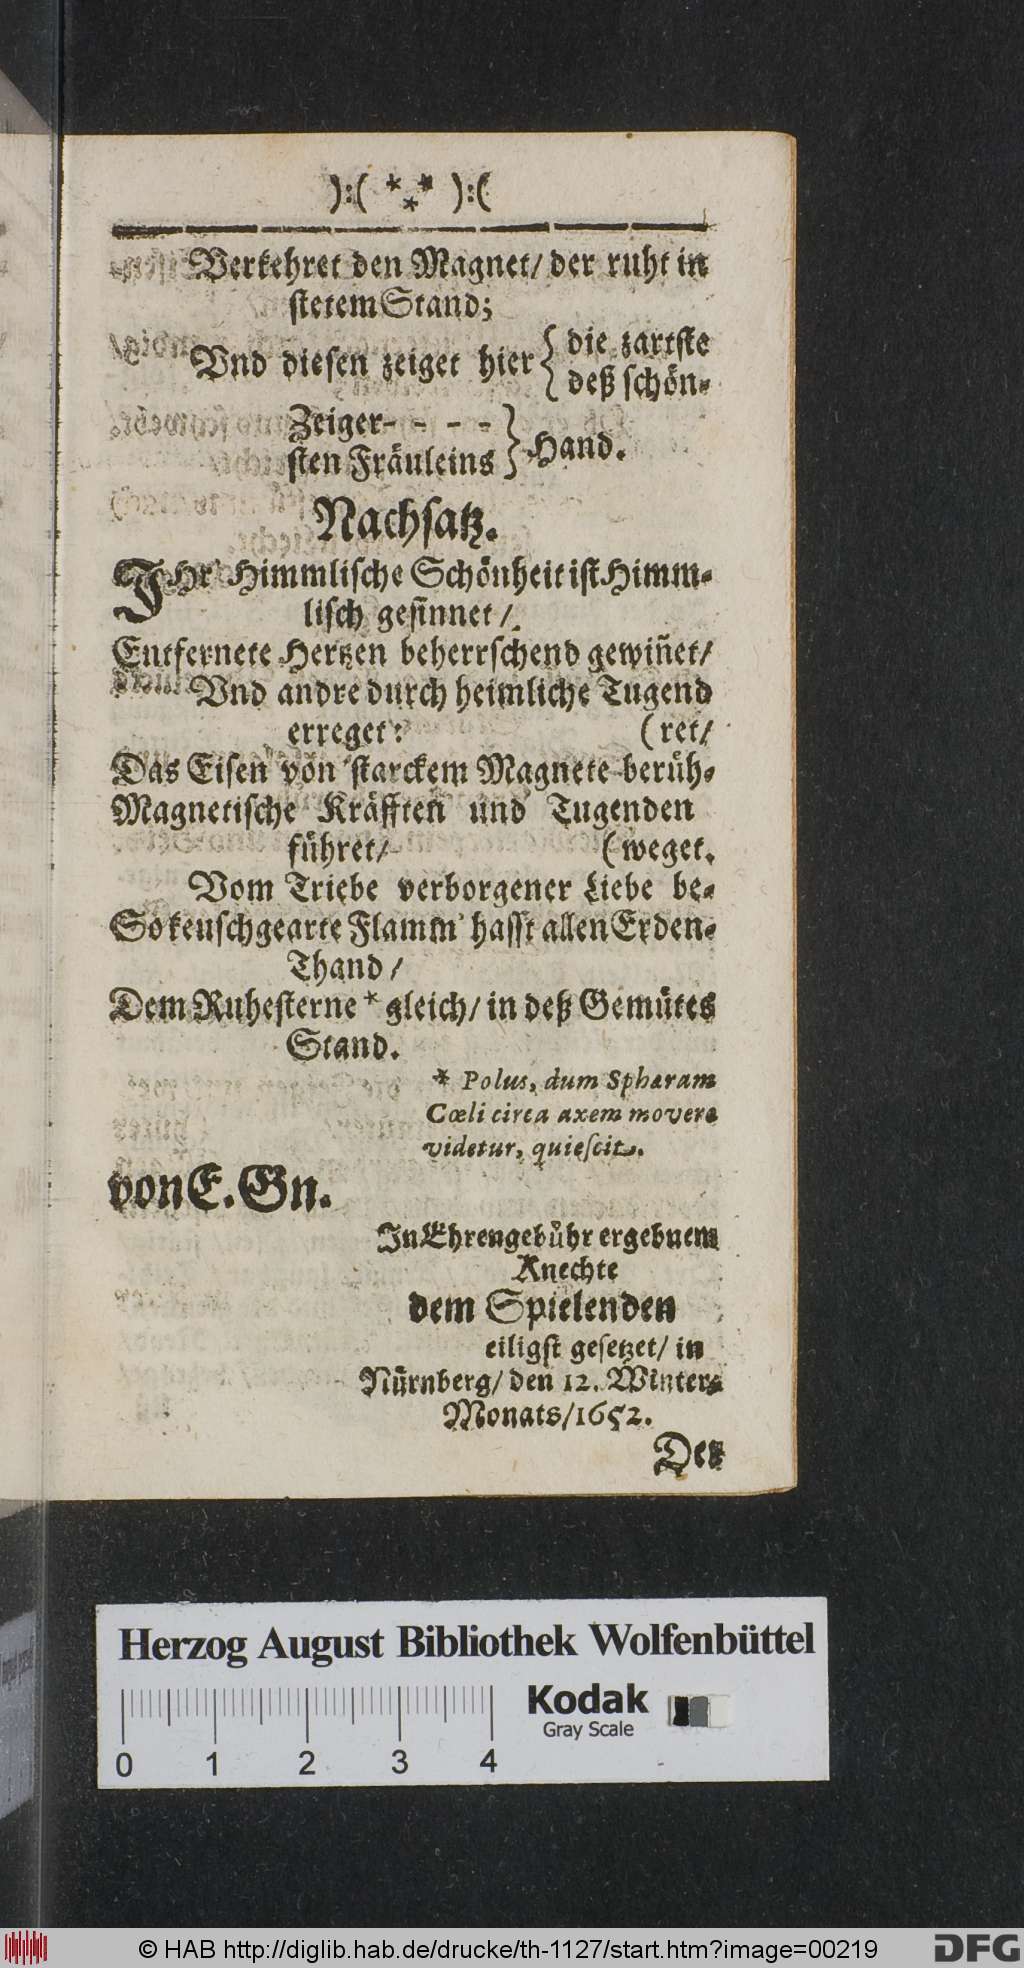 ):( *** ):(
Verkehret den Magnet/ der ruht in
stetem Stand;
Vnd diesen zeiget hier { die zartste
deß schön-
Zeiger- - - -
sten Fräuleins } Hand.
Nachsatz.
IHr Himmlische Schönheit ist Himm-
lisch gesinnet/
Entfernete Hertzen beherrschend gewiñet/
Vnd andre durch heimliche Tugend
erreget: (ret/
Das Eisen von starckem Magnete berüh-
Magnetische Kräfften und Tugenden
führet/ (weget.
Vom Triebe verborgener Liebe be-
So keuschgearte Flamm' hasst allen Erden-
Thand/
Dem Ruhesterne * gleich/ in deß Gemütes
Stand.
* Polus, dum Sphæram
Cœli circa axem movere
videtur, quiescit.
von E. Gn.
In Ehrengebühr ergebnem
Knechte
dem Spielenden
eiligst gesetzet/ in
Nürnberg/ den 12. Winter-
Monats/1652.
Des
Herzog August Bibliothek Wolfenbüttel
Kodak
Gray Scale
0 1 2 3 4
© HAB http://diglib.hab.de/drucke/th-1127/start.htm?image=00219
DFG